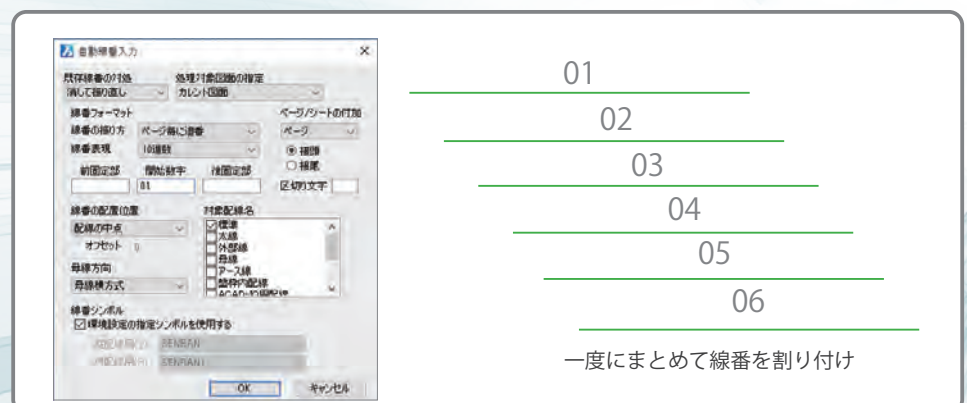 自動線番入力
既存線番の対処 処理対象図面の指定
消して振り直し カレント図面
線番フォーマット ページ/シートの付加
線番の振り方 ページ毎に連番 ページ
線番表現 10進数 接頭
前固定部 開始数字 後固定部 接尾
01 区切り文字
線番の配置位置 対象配線名
配線の中点 標準
オフセット 0 太線
外部線
母線
母線方向 アース線
母線横方式 盤枠内配線
線番シンボル
環境設定の指定シンボルを使用する
SENBAN
SENBAN1
OK キャンセル
01
02
03
04
05
06
一度にまとめて線番を割り付け